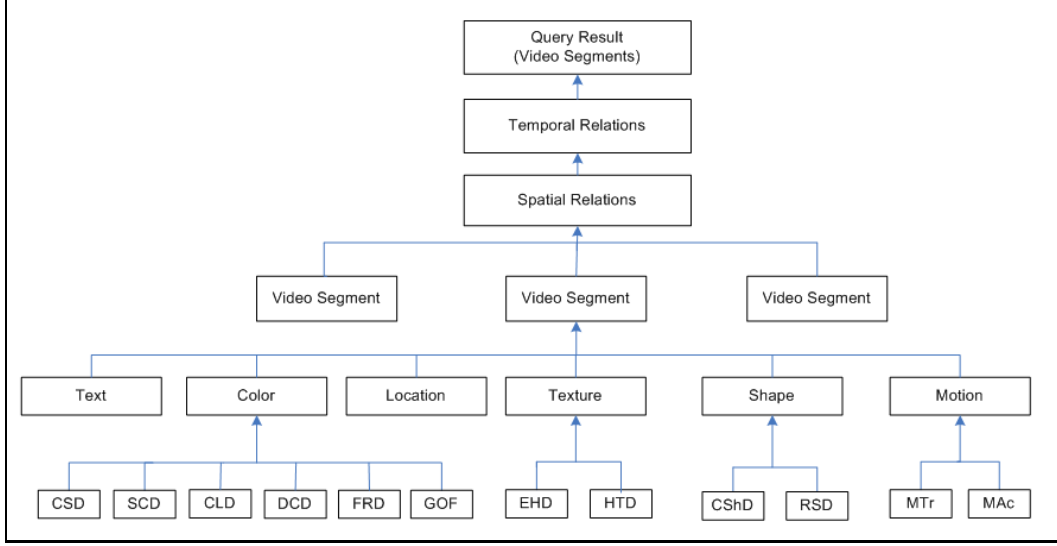 Query Result
(Video Segments)
Temporal Relations
Spatial Relations
Video Segment
Video Segment
Video Segment
Text
Color
Location
Texture
Shape
Motion
CSD
SCD
CLD
DCD
FRD
GOF
EHD
HTD
CShD
RSD
MTr
MAc